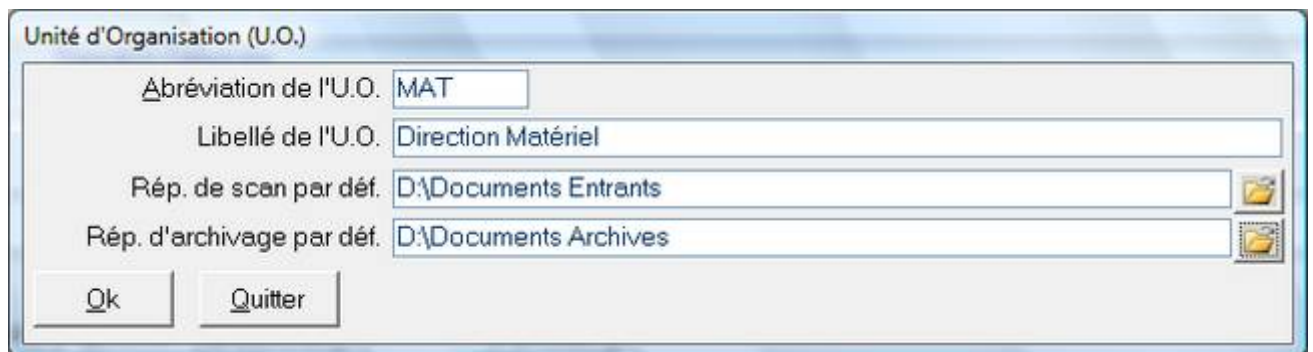 Unité d'Organisation (U.O.)
Abréviation de l'U.O. MAT
Libellé de l'U.O. Direction Matériel
Rép. de scan par déf. D:\Documents Entrants
Rép. d'archivage par déf. D:\Documents Archives
Ok Quitter